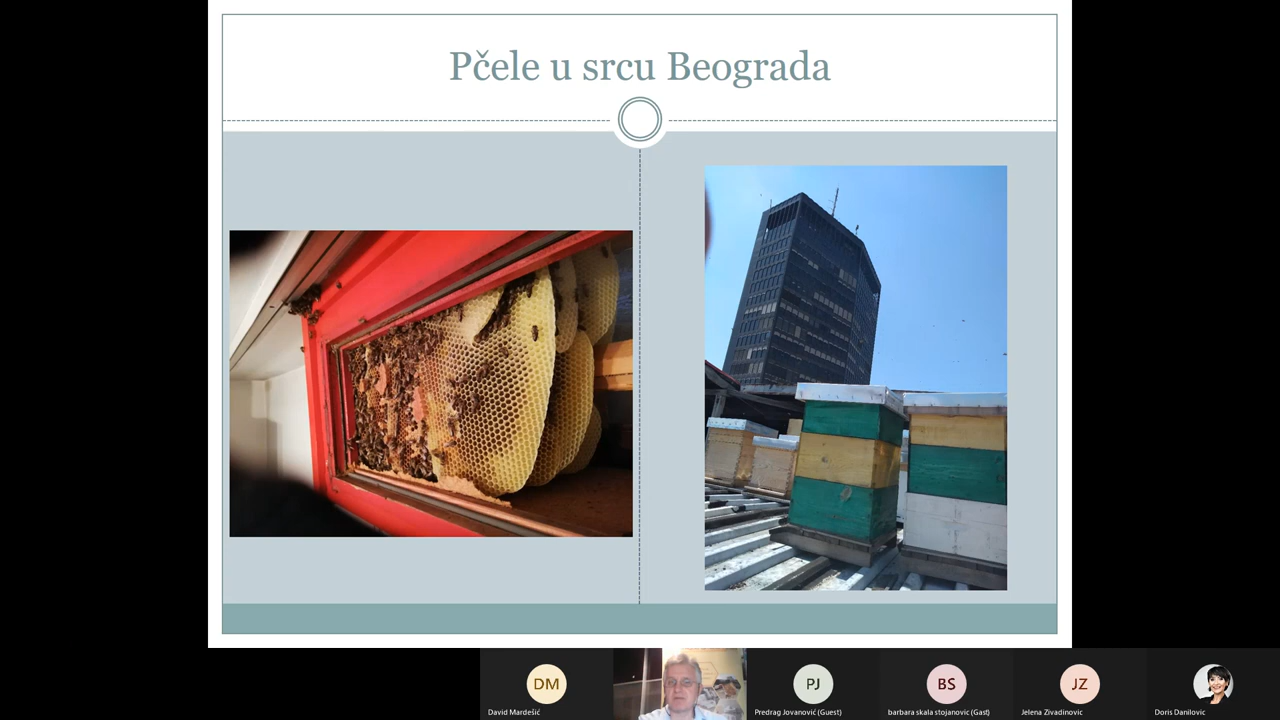 Pčele u srcu Beograda
DM
PJ
BS
JZ
David Mardešić
Predrag Jovanović (Guest)
barbara skala stojanovic (Gast)
Jelena Zivadinovic
Doris Danilovic